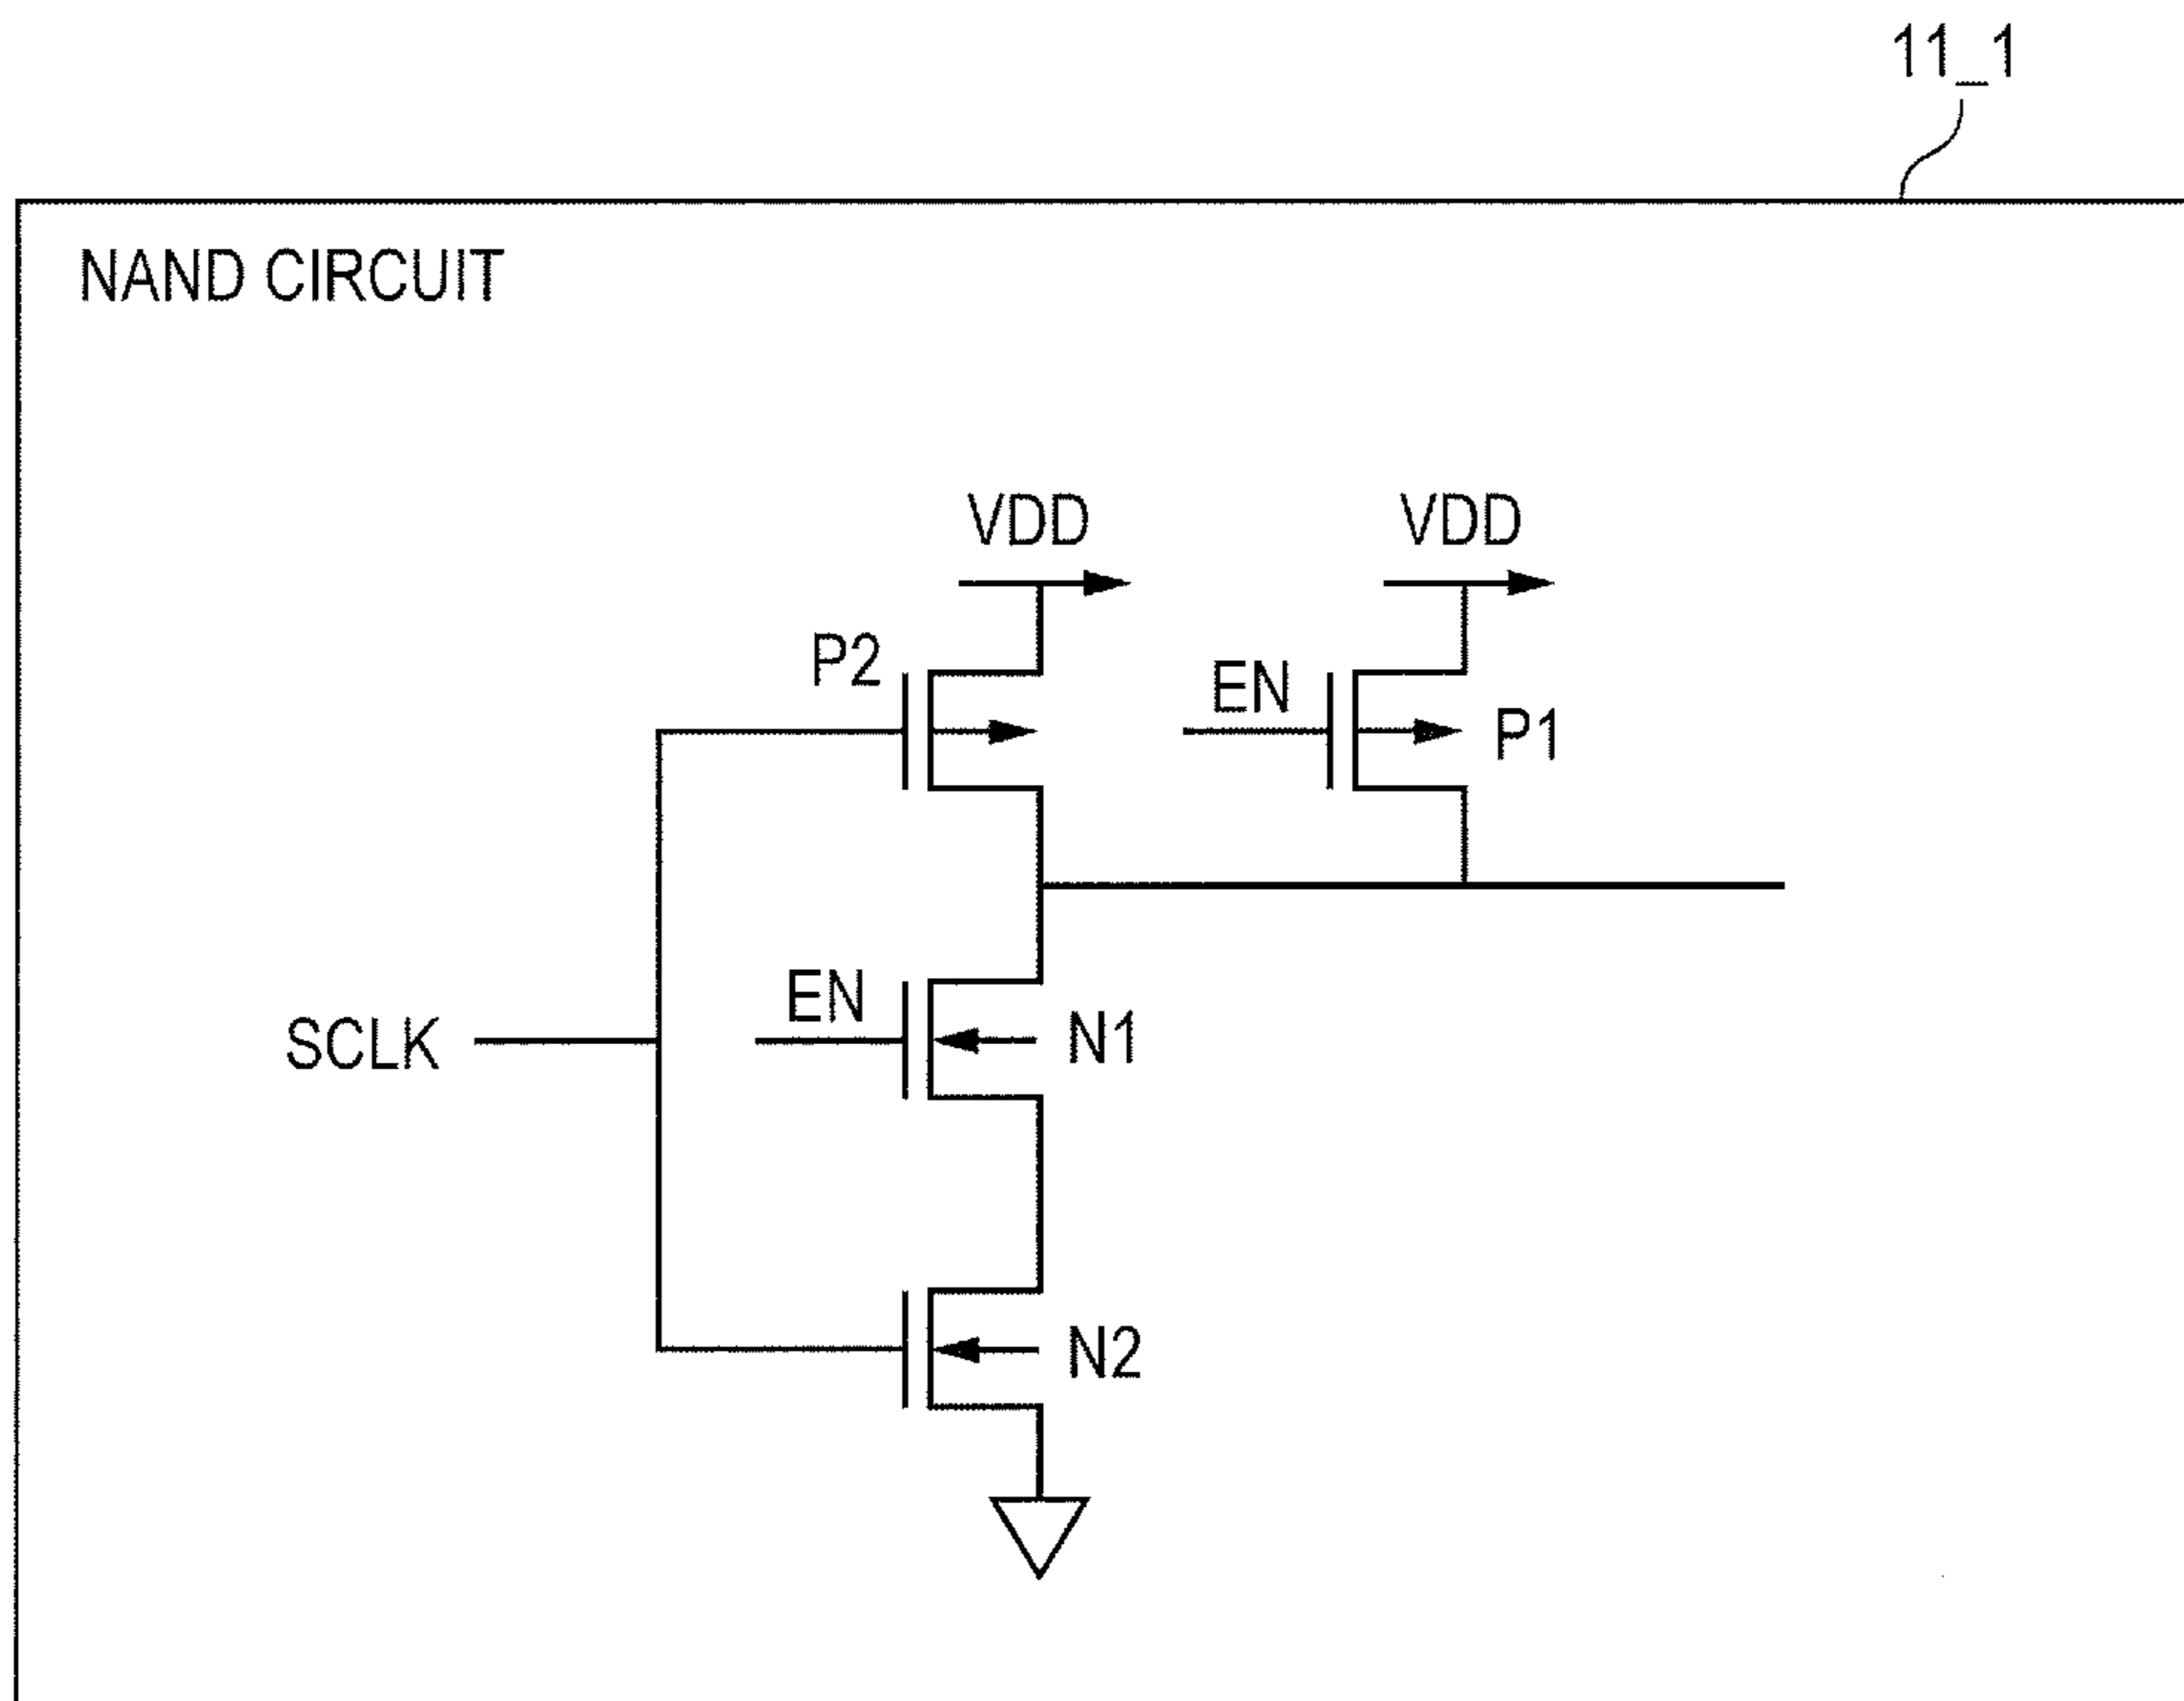 11_1
NAND CIRCUIT
VDD
VDD
P2
EN
P1
EN
SCLK
N1
N2